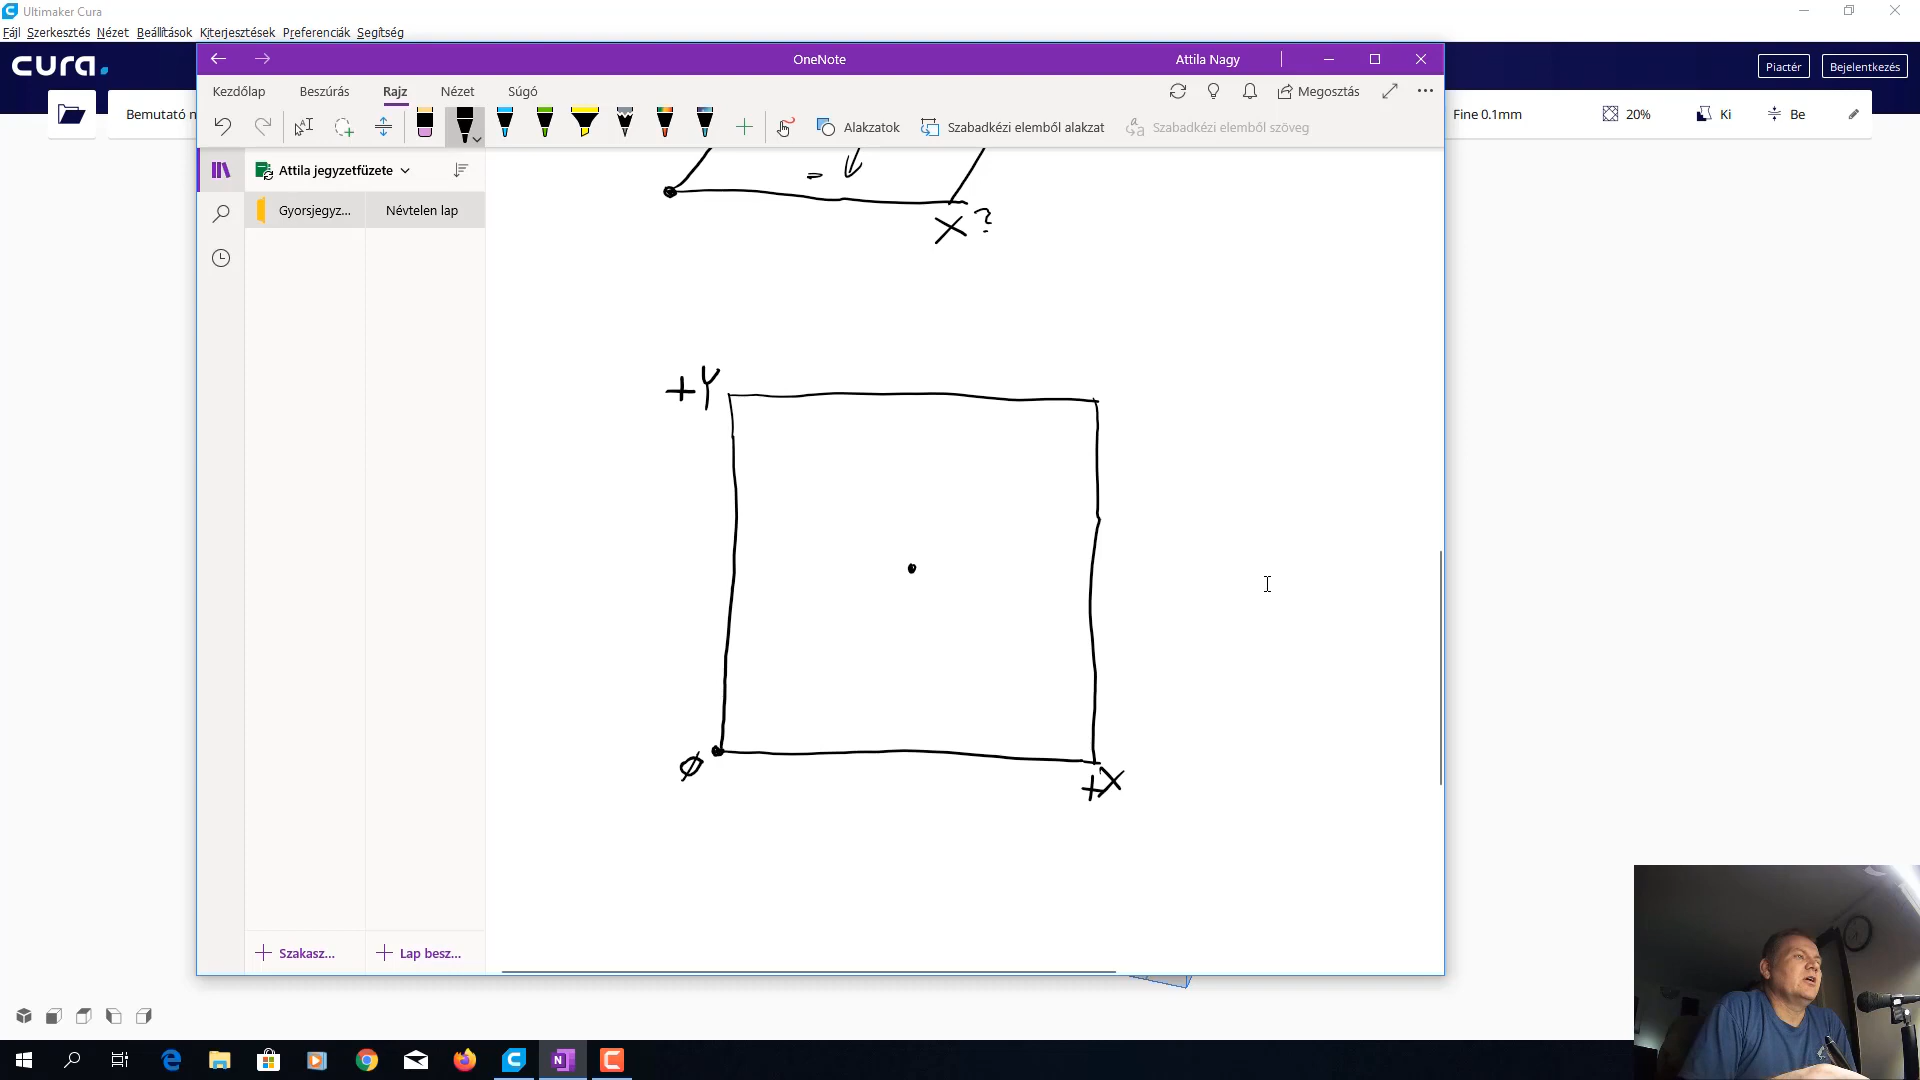 Ultimaker Cura
Fájl Szerkesztés Nézet Beállítások Kiterjesztések Preferenciák Segítség
cura.
Piactér
Bejelentkezés
OneNote
Attila Nagy
Kezdőlap Beszúrás Rajz Nézet Súgó
Megosztás
Bemutató n
Alakzatok
Szabadkézi elemből alakzat
Szabadkézi elemből szöveg
Fine 0.1mm
20%
Ki
Be
Attila jegyzetfüzete
Gyorsjegyz...
Névtelen lap
=
X?
+Y
Ø
+X
Szakasz...
Lap besz...